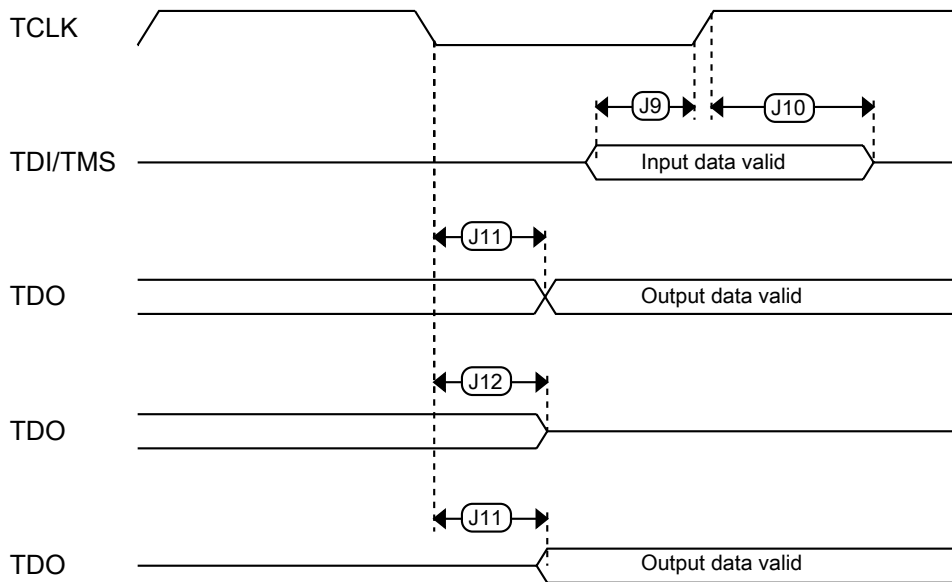 TCLK
J9
J10
TDI/TMS
Input data valid
J11
TDO
Output data valid
J12
TDO
J11
TDO
Output data valid